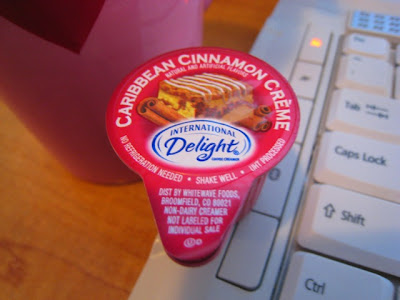 CARIBBEAN CINNAMON CRÈME
NATURAL AND ARTIFICIAL FLAVORS
INTERNATIONAL
Delight
NO REFRIGERATION NEEDED • SHAKE WELL • UHT PROCESSED
DIST BY WHITEWAVE FOODS,
BROOMFIELD, CO 80021
NON-DAIRY CREAMER
NOT LABELED FOR
INDIVIDUAL SALE
Esc
Tab
Caps Lock
⇧ Shift
Ctrl